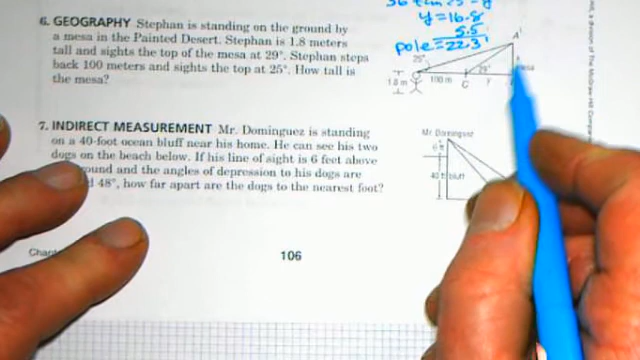 y = 16.8
5.5
pole = 22.3'
6. GEOGRAPHY Stephan is standing on the ground by
a mesa in the Painted Desert. Stephan is 1.8 meters
tall and sights the top of the mesa at 29°. Stephan steps
back 100 meters and sights the top at 25°. How tall is
the mesa?
A'
25°
29°
1.8 m
100 m
C
y
7. INDIRECT MEASUREMENT Mr. Dominguez is standing
on a 40-foot ocean bluff near his home. He can see his two
dogs on the beach below. If his line of sight is 6 feet above
and the angles of depression to his dogs are
48°, how far apart are the dogs to the nearest foot?
Mr. Dominguez
6 ft
40 ft bluff
106